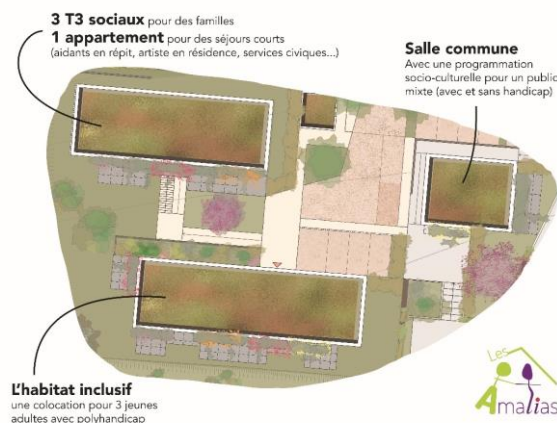 3 T3 sociaux pour des familles
1 appartement pour des séjours courts
(aidants en répit, artiste en résidence, services civiques...)
Salle commune
Avec une programmation
socio-culturelle pour un public
mixte (avec et sans handicap)
L'habitat inclusif
une colocation pour 3 jeunes
adultes avec polyhandicap
Les
Amalias